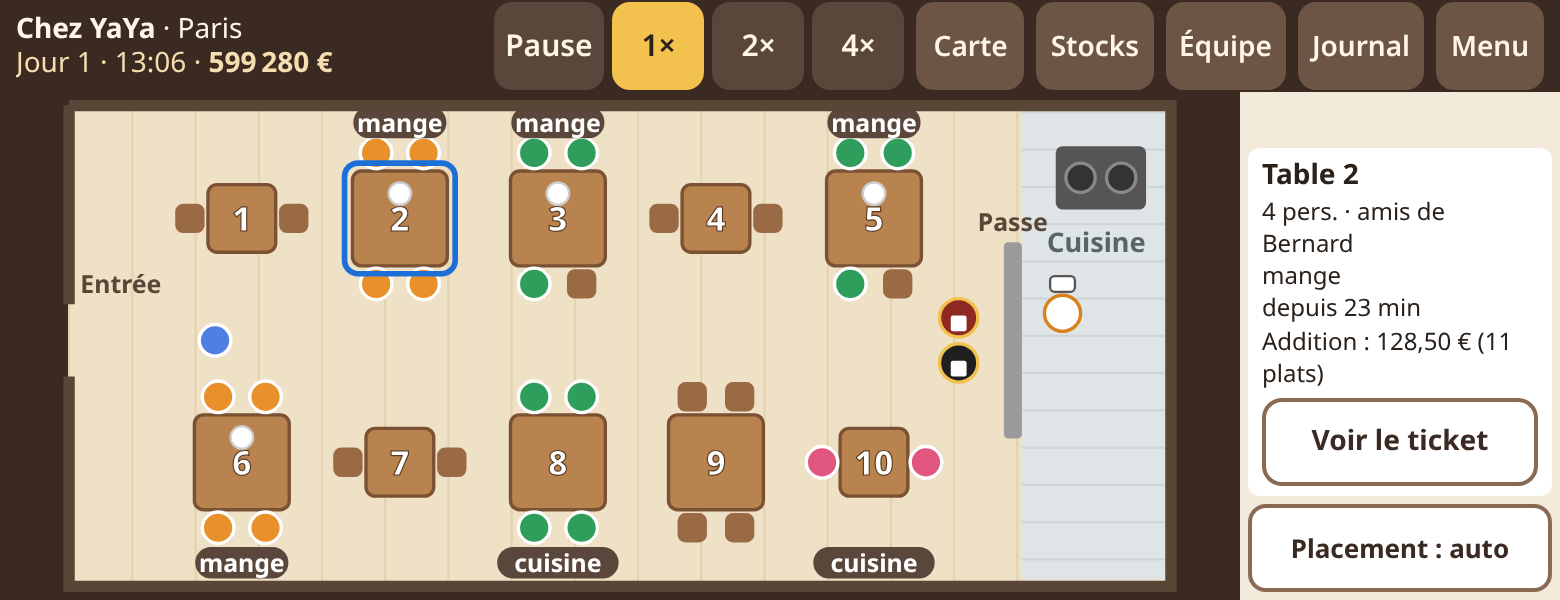 Chez YaYa · Paris
Jour 1 · 13:06 · 599 280 €
Pause
1×
2×
4×
Carte
Stocks
Équipe
Journal
Menu
mange
mange
mange
1
2
3
4
5
Passe
Cuisine
Entrée
6
7
8
9
10
mange
cuisine
cuisine
Table 2
4 pers. · amis de
Bernard
mange
depuis 23 min
Addition : 128,50 € (11
plats)
Voir le ticket
Placement : auto